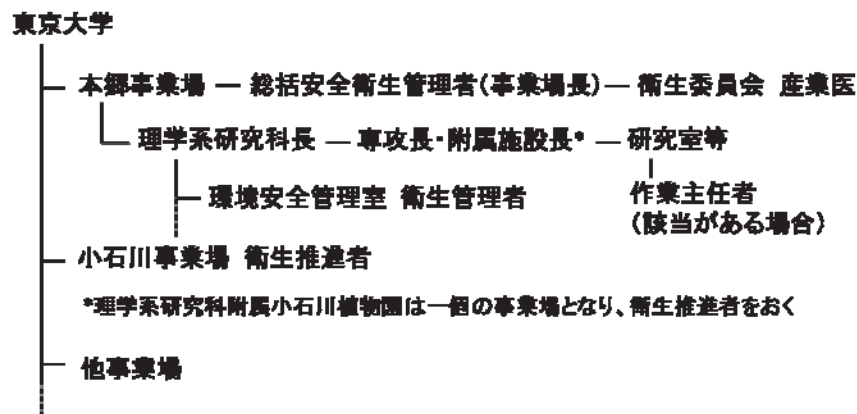 東京大学
本郷事業場 ― 総括安全衛生管理者(事業場長)― 衛生委員会 産業医
理学系研究科長 ― 専攻長・附属施設長* ― 研究室等
環境安全管理室 衛生管理者
作業主任者
(該当がある場合)
小石川事業場 衛生推進者
*理学系研究科附属小石川植物園は一個の事業場となり、衛生推進者をおく
他事業場